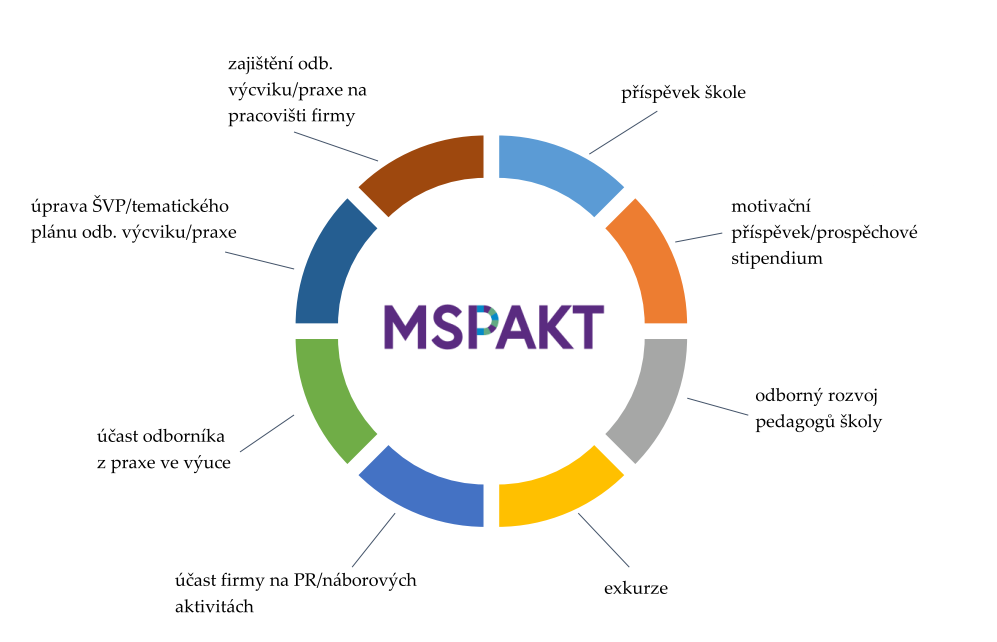 zajištění odb.
výcviku/praxe na
pracovišti firmy
příspěvek škole
úprava ŠVP/tematického
plánu odb. výcviku/praxe
motivační
příspěvek/prospěchové
stipendium
MSPAKT
odborný rozvoj
pedagogů školy
účast odborníka
z praxe ve výuce
účast firmy na PR/náborových
aktivitách
exkurze